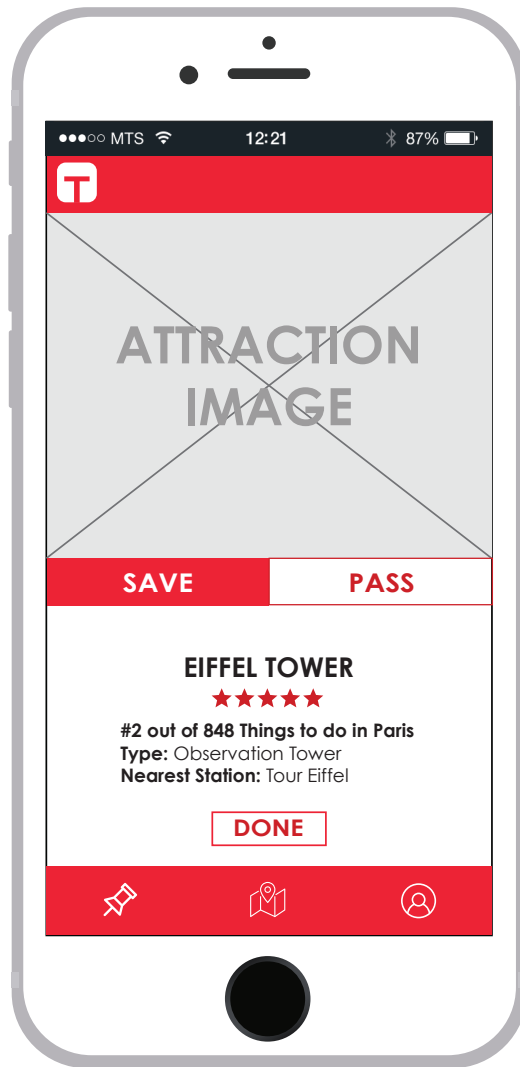 ●●●○○ MTS 12:21 87%
T
ATTRACTION
IMAGE
SAVE PASS
EIFFEL TOWER
★★★★★
#2 out of 848 Things to do in Paris
Type: Observation Tower
Nearest Station: Tour Eiffel
DONE